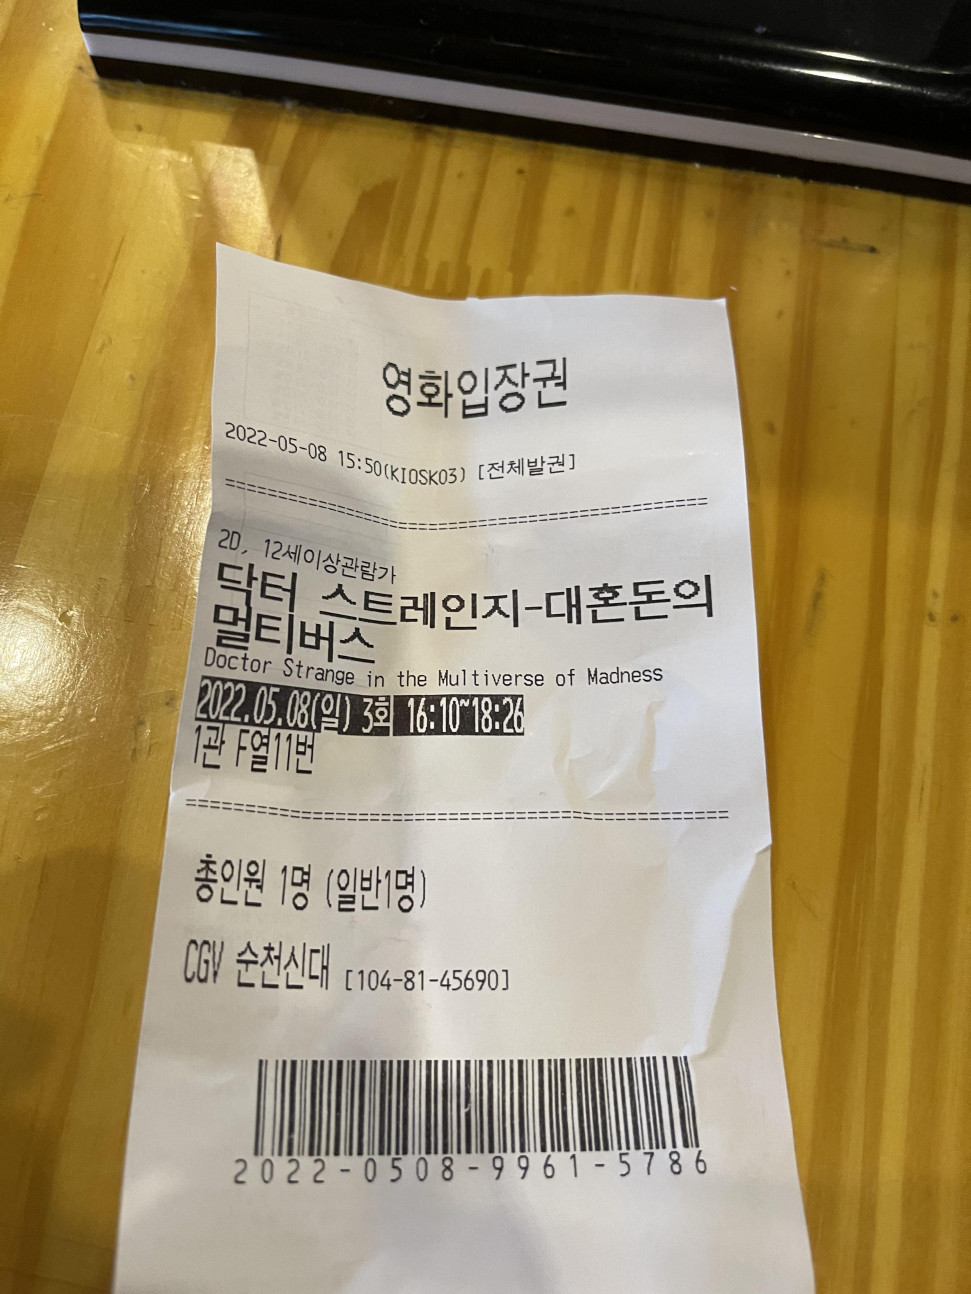 영화입장권
2022-05-08 15:50(KIOSK03) [전체발권]
================================================
2D, 12세이상관람가
닥터 스트레인지-대혼돈의
멀티버스
Doctor Strange in the Multiverse of Madness
2022.05.08(일) 3회 16:10~18:26
1관 F열11번
================================================
총인원 1명 (일반1명)
CGV 순천신대 [104-81-45690]
2022-0508-9961-5786